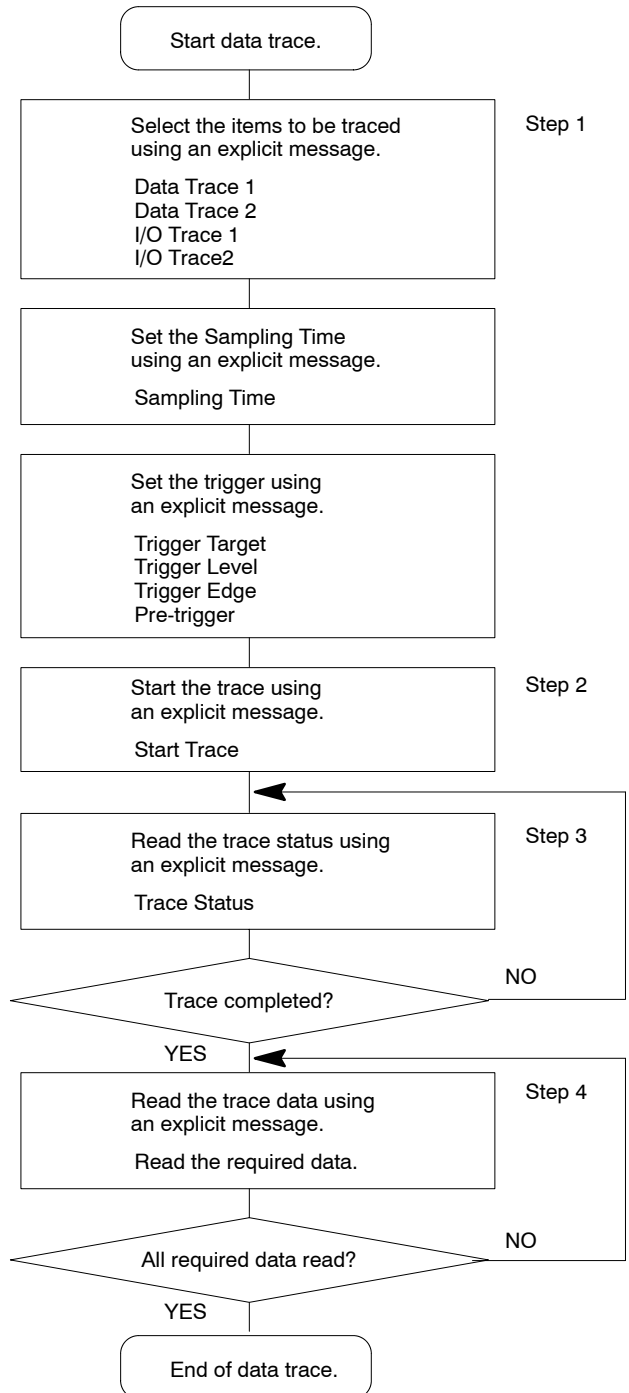 Start data trace.
Select the items to be traced
using an explicit message.
Step 1
Data Trace 1
Data Trace 2
I/O Trace 1
I/O Trace2
Set the Sampling Time
using an explicit message.
Sampling Time
Set the trigger using
an explicit message.
Trigger Target
Trigger Level
Trigger Edge
Pre-trigger
Start the trace using
an explicit message.
Step 2
Start Trace
Read the trace status using
an explicit message.
Step 3
Trace Status
Trace completed?
NO
YES
Read the trace data using
an explicit message.
Step 4
Read the required data.
All required data read?
NO
YES
End of data trace.